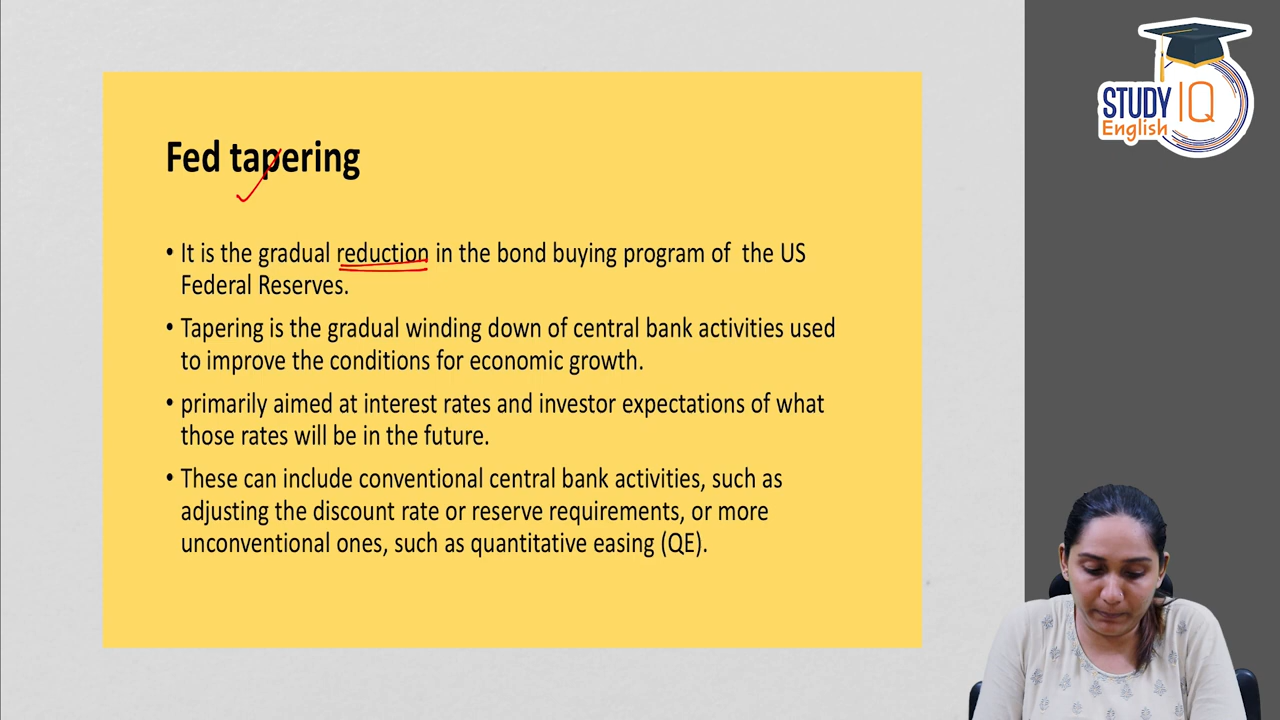 STUDY IQ
English
Fed tapering
• It is the gradual reduction in the bond buying program of the US
Federal Reserves.
• Tapering is the gradual winding down of central bank activities used
to improve the conditions for economic growth.
• primarily aimed at interest rates and investor expectations of what
those rates will be in the future.
• These can include conventional central bank activities, such as
adjusting the discount rate or reserve requirements, or more
unconventional ones, such as quantitative easing (QE).